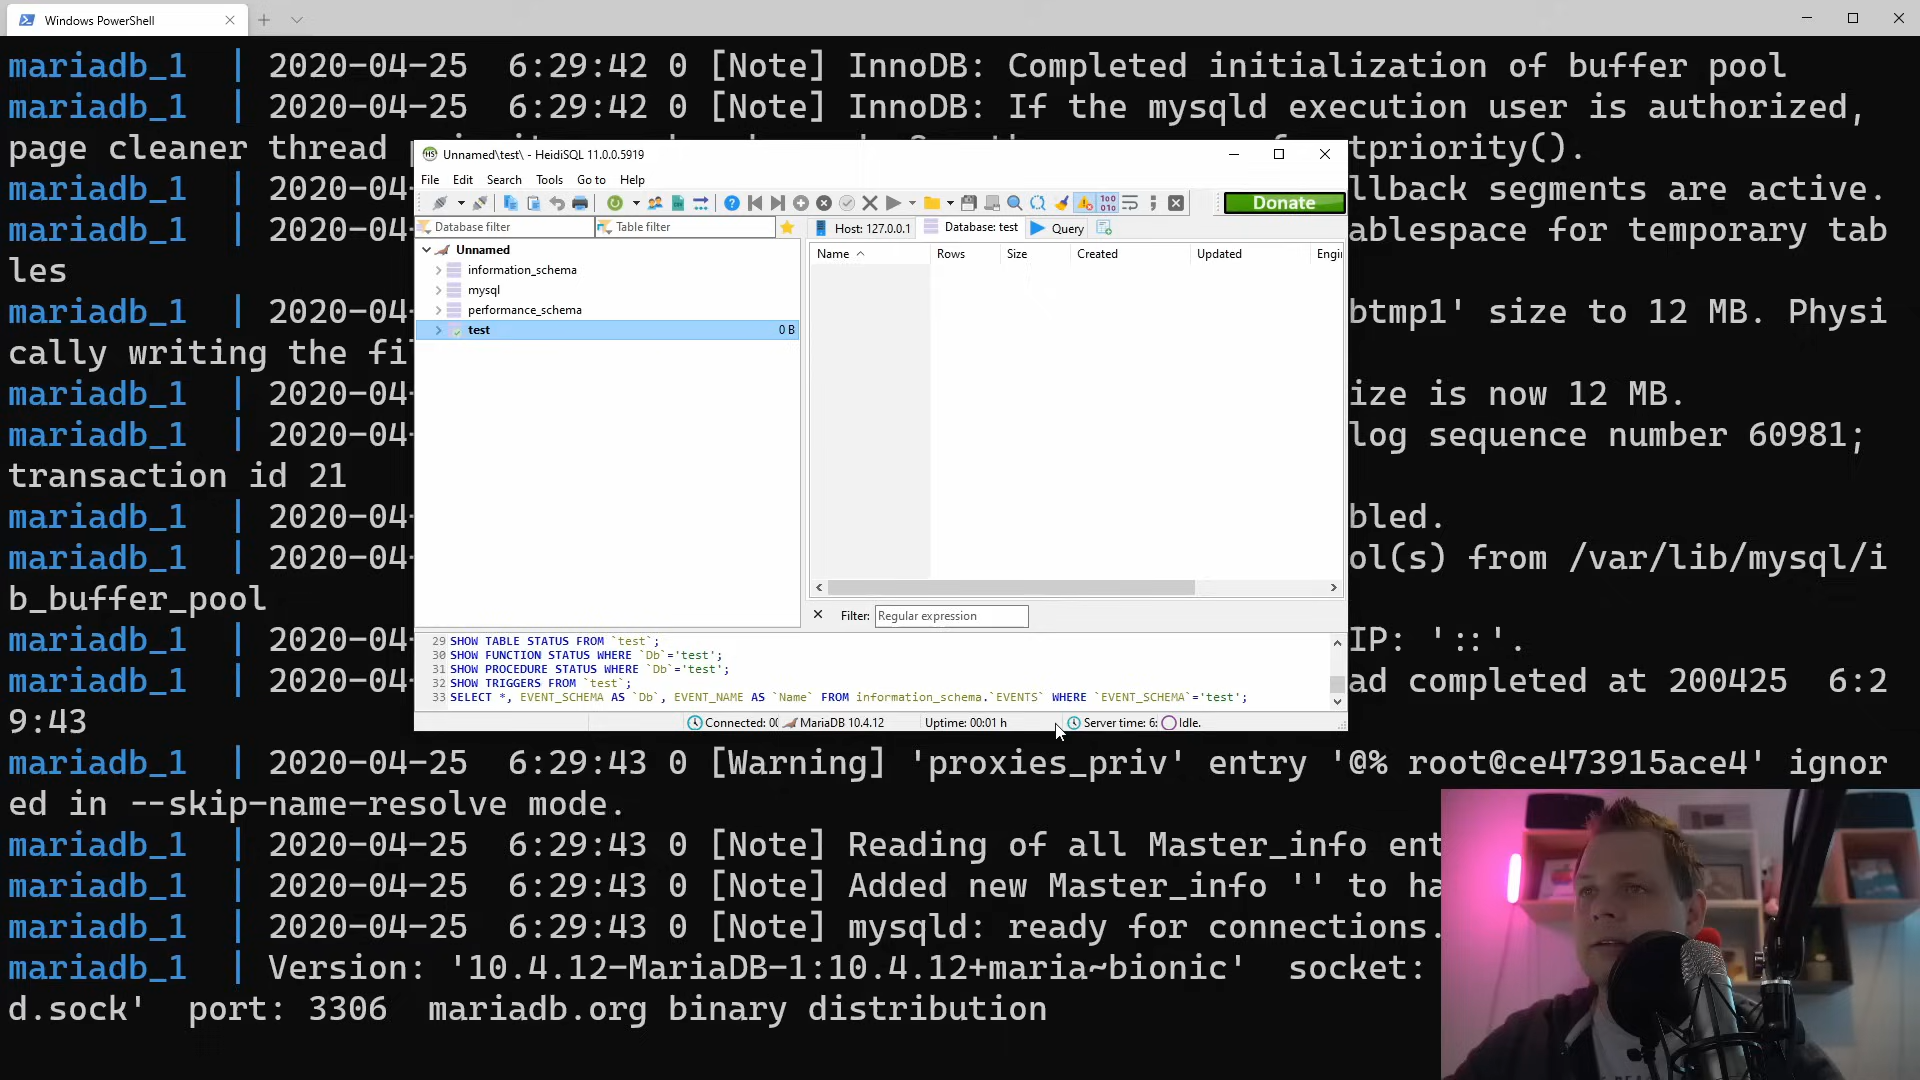 Windows PowerShell
mariadb_1 | 2020-04-25 6:29:42 0 [Note] InnoDB: Completed initialization of buffer pool
mariadb_1 | 2020-04-25 6:29:42 0 [Note] InnoDB: If the mysqld execution user is authorized,
page cleaner thread
tpriority().
mariadb_1 | 2020-04-
llback segments are active.
mariadb_1 | 2020-04-
ablespace for temporary tab
les
mariadb_1 | 2020-04-
btmp1' size to 12 MB. Physi
cally writing the fi
mariadb_1 | 2020-04-
ize is now 12 MB.
mariadb_1 | 2020-04-
log sequence number 60981;
transaction id 21
mariadb_1 | 2020-04-
bled.
mariadb_1 | 2020-04-
ol(s) from /var/lib/mysql/i
b_buffer_pool
mariadb_1 | 2020-04-
IP: '::'.
mariadb_1 | 2020-04-
ad completed at 200425 6:2
9:43
mariadb_1 | 2020-04-25 6:29:43 0 [Warning] 'proxies_priv' entry '@% root@ce473915ace4' ignor
ed in --skip-name-resolve mode.
mariadb_1 | 2020-04-25 6:29:43 0 [Note] Reading of all Master_info ent
mariadb_1 | 2020-04-25 6:29:43 0 [Note] Added new Master_info '' to ha
mariadb_1 | 2020-04-25 6:29:43 0 [Note] mysqld: ready for connections.
mariadb_1 | Version: '10.4.12-MariaDB-1:10.4.12+maria~bionic' socket:
d.sock' port: 3306 mariadb.org binary distribution
Unnamed\test\ - HeidiSQL 11.0.0.5919
File Edit Search Tools Go to Help
Donate
Database filter Table filter
Host: 127.0.0.1 Database: test Query
Unnamed
information_schema
mysql
performance_schema
test 0 B
Name Rows Size Created Updated Engi
Filter: Regular expression
29 SHOW TABLE STATUS FROM `test`;
30 SHOW FUNCTION STATUS WHERE `Db`='test';
31 SHOW PROCEDURE STATUS WHERE `Db`='test';
32 SHOW TRIGGERS FROM `test`;
33 SELECT *, EVENT_SCHEMA AS `Db`, EVENT_NAME AS `Name` FROM information_schema.`EVENTS` WHERE `EVENT_SCHEMA`='test';
Connected: 00 MariaDB 10.4.12 Uptime: 00:01 h Server time: 6: Idle.